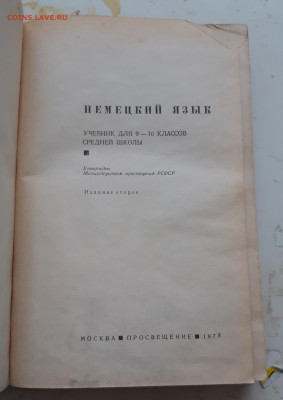 COINS.LAVE.RU
НЕМЕЦКИЙ ЯЗЫК
УЧЕБНИК ДЛЯ 9—10 КЛАССОВ
СРЕДНЕЙ ШКОЛЫ
Утверждён
Министерством просвещения РСФСР
Издание второе
МОСКВА ■ ПРОСВЕЩЕНИЕ ■